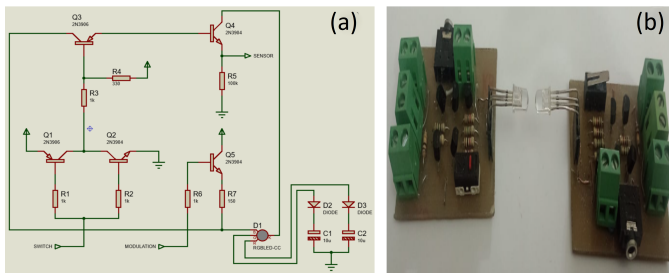 (a)
(b)
Q3
2N3906
Q4
2N3904
SENSOR
R4
330
R5
100k
R3
1k
Q1
2N3906
Q2
2N3904
Q5
2N3904
R1
1k
R2
1k
R6
1k
R7
150
D1
D2
DIODE
D3
DIODE
SWITCH
MODULATION
RGBLED-CC
C1
10u
C2
10u